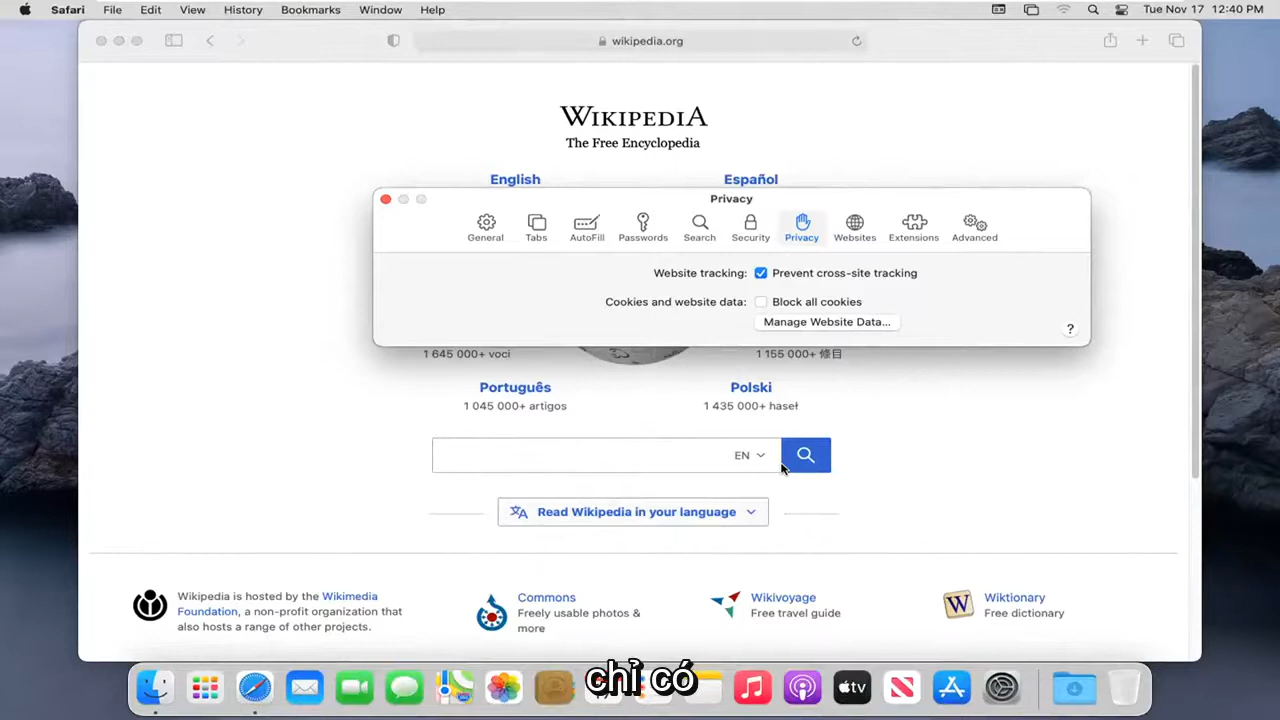 Safari File Edit View History Bookmarks Window Help Tue Nov 17 12:40 PM
wikipedia.org
WIKIPEDIA
The Free Encyclopedia
English Español
Privacy
General Tabs AutoFill Passwords Search Security Privacy Websites Extensions Advanced
Website tracking: Prevent cross-site tracking
Cookies and website data: Block all cookies
Manage Website Data...
?
1 645 000+ voci 1 155 000+ 條目
Português Polski
1 045 000+ artigos 1 435 000+ haseł
EN
Read Wikipedia in your language
Wikipedia is hosted by the Wikimedia
Foundation, a non-profit organization that
also hosts a range of other projects.
Commons
Freely usable photos &
more
Wikivoyage
Free travel guide
Wiktionary
Free dictionary
chỉ có
tv